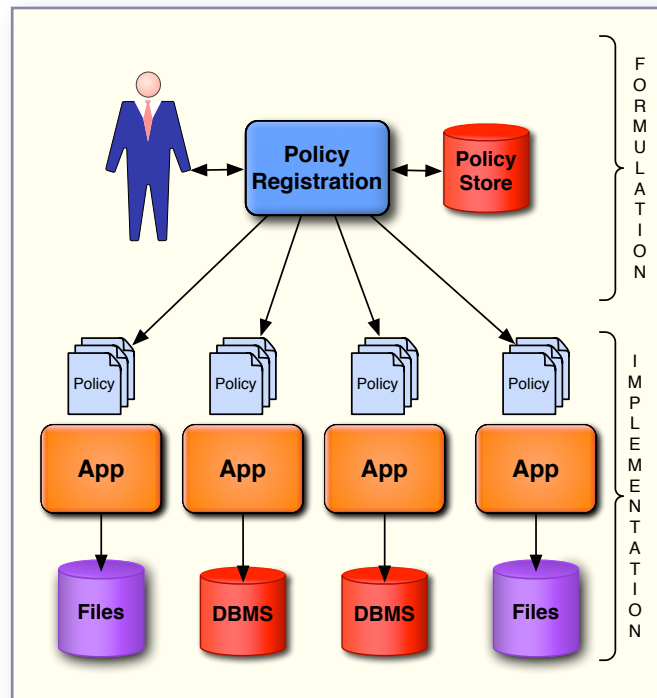 Policy
Registration
Policy
Store
FORMULATION
Policy
Policy
Policy
Policy
App
App
App
App
Files
DBMS
DBMS
Files
IMPLEMENTATION